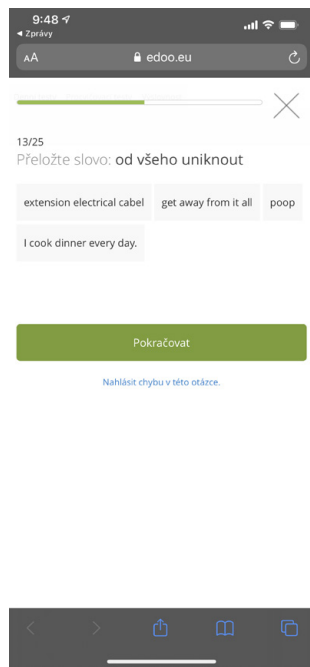 9:48
Zprávy
AA edoo.eu
13/25
Přeložte slovo: od všeho uniknout
extension electrical cabel get away from it all poop
I cook dinner every day.
Pokračovat
Nahlásit chybu v této otázce.